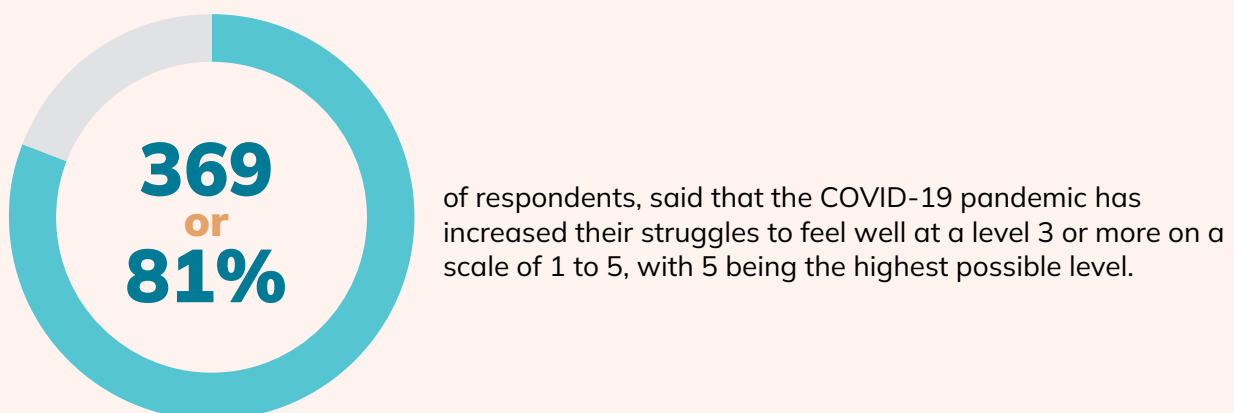 369
or
81%
of respondents, said that the COVID-19 pandemic has
increased their struggles to feel well at a level 3 or more on a
scale of 1 to 5, with 5 being the highest possible level.